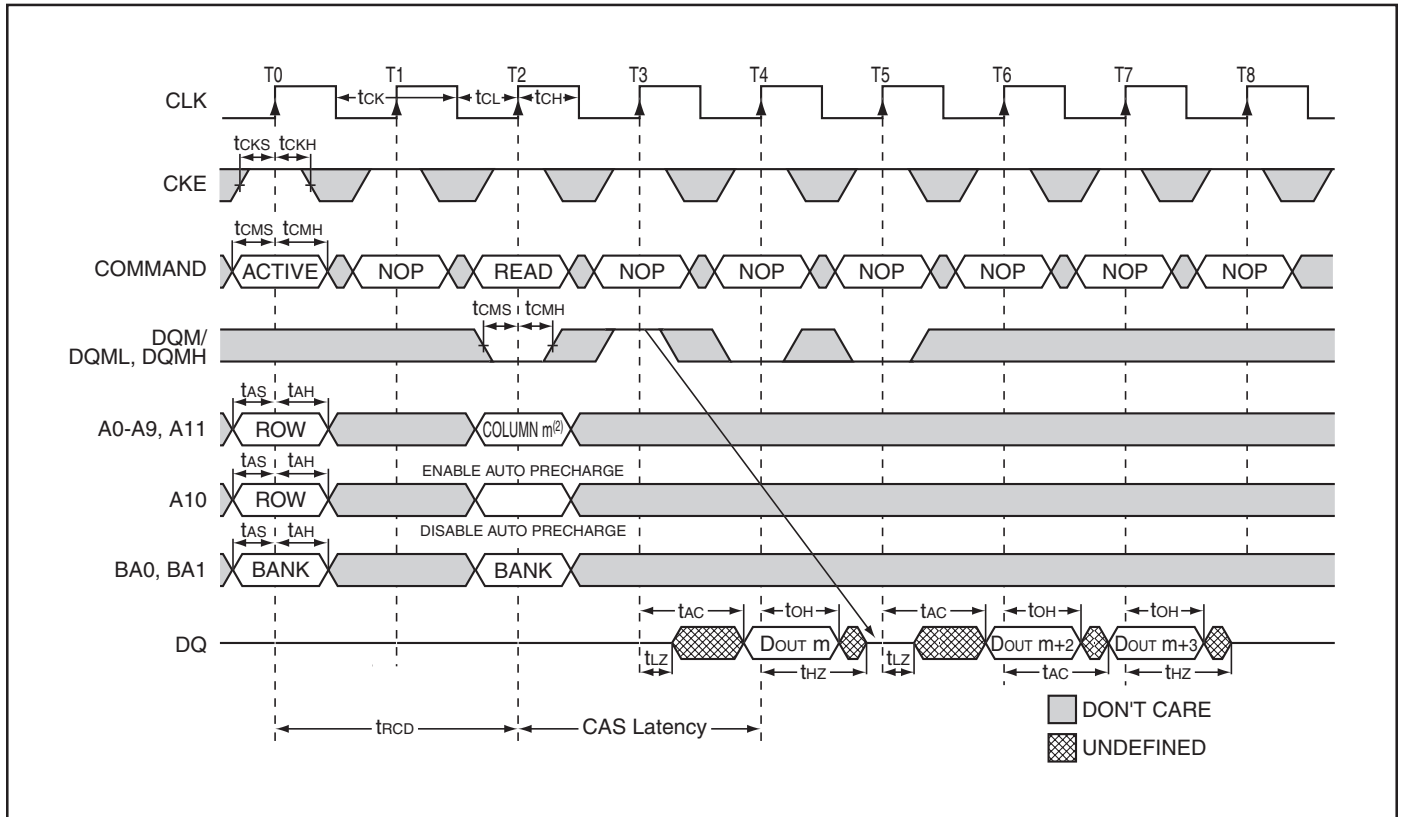 T0 T1 T2 T3 T4 T5 T6 T7 T8
CLK tCK tCL tCH
tCKS tCKH
CKE
tCMS tCMH
COMMAND ACTIVE NOP READ NOP NOP NOP NOP NOP NOP
tCMS tCMH
DQM/
DQML, DQMH
tAS tAH
A0-A9, A11 ROW COLUMN m(2)
tAS tAH ENABLE AUTO PRECHARGE
A10 ROW
tAS tAH DISABLE AUTO PRECHARGE
BA0, BA1 BANK BANK
tAC tOH tAC tOH tOH
DQ DOUT m DOUT m+2 DOUT m+3
tLZ tHZ tLZ tAC tHZ
DON'T CARE
tRCD CAS Latency
UNDEFINED